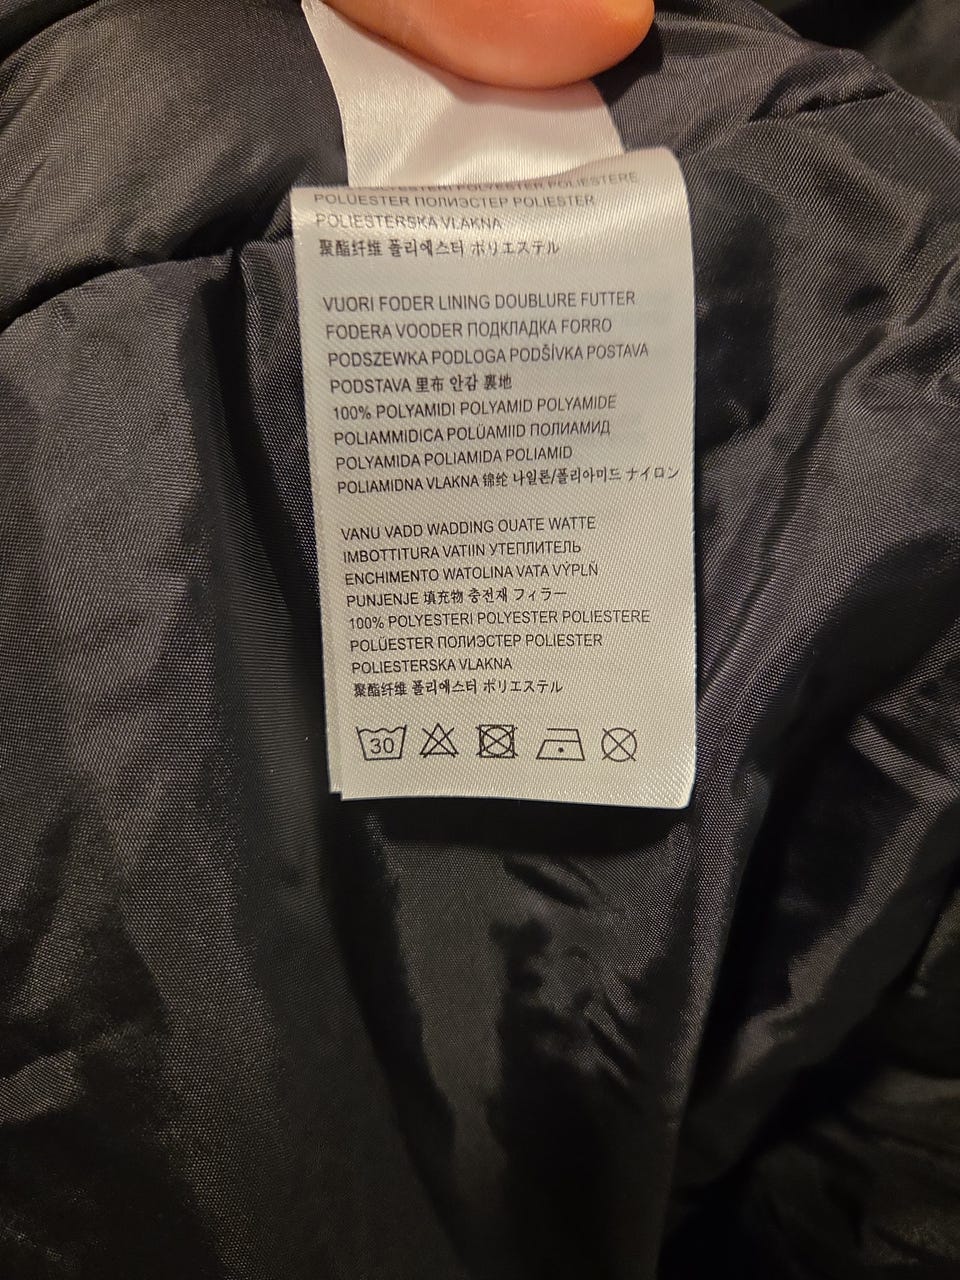 POLYESTERI POLYESTER POLIESTERE
POLÜESTER ПОЛИЭСТЕР POLIESTER
POLIESTERSKA VLAKNA
聚酯纤维 폴리에스터 ポリエステル
VUORI FODER LINING DOUBLURE FUTTER
FODERA VOODER ПОДКЛАДКА FORRO
PODSZEWKA PODLOGA PODŠÍVKA POSTAVA
PODSTAVA 里布 안감 裏地
100% POLYAMIDI POLYAMID POLYAMIDE
POLIAMMIDICA POLÜAMIID ПОЛИАМИД
POLYAMIDA POLIAMIDA POLIAMID
POLIAMIDNA VLAKNA 锦纶 나일론/폴리아미드 ナイロン
VANU VADD WADDING OUATE WATTE
IMBOTTITURA VATIIN УТЕПЛИТЕЛЬ
ENCHIMENTO WATOLINA VATA VÝPLŇ
PUNJENJE 填充物 충전재 フィラー
100% POLYESTERI POLYESTER POLIESTERE
POLÜESTER ПОЛИЭСТЕР POLIESTER
POLIESTERSKA VLAKNA
聚酯纤维 폴리에스터 ポリエステル
30